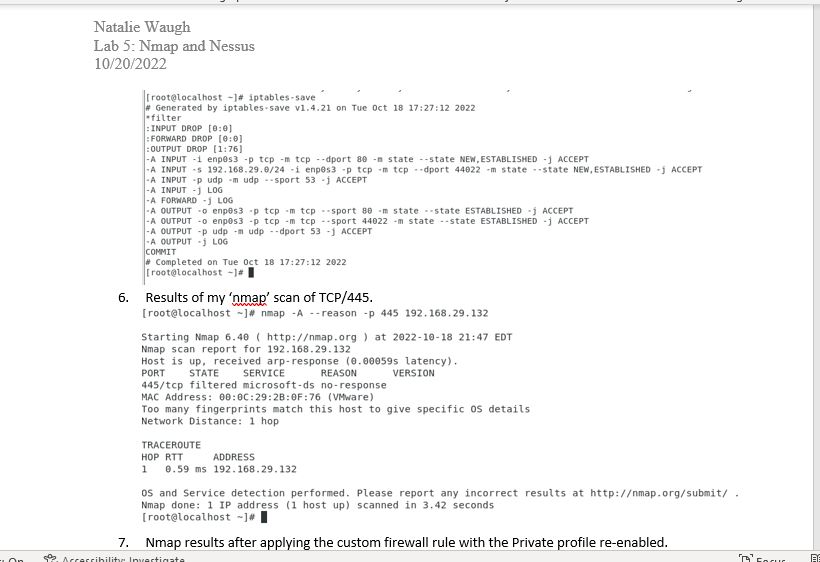 Natalie Waugh
Lab 5: Nmap and Nessus
10/20/2022
[root@localhost ~]# iptables-save
# Generated by iptables-save v1.4.21 on Tue Oct 18 17:27:12 2022
*filter
:INPUT DROP [0:0]
:FORWARD DROP [0:0]
:OUTPUT DROP [1:76]
-A INPUT -i enp0s3 -p tcp -m tcp --dport 80 -m state --state NEW,ESTABLISHED -j ACCEPT
-A INPUT -s 192.168.29.0/24 -i enp0s3 -p tcp -m tcp --dport 44022 -m state --state NEW,ESTABLISHED -j ACCEPT
-A INPUT -p udp -m udp --sport 53 -j ACCEPT
-A INPUT -j LOG
-A FORWARD -j LOG
-A OUTPUT -o enp0s3 -p tcp -m tcp --sport 80 -m state --state ESTABLISHED -j ACCEPT
-A OUTPUT -o enp0s3 -p tcp -m tcp --sport 44022 -m state --state ESTABLISHED -j ACCEPT
-A OUTPUT -p udp -m udp --dport 53 -j ACCEPT
-A OUTPUT -j LOG
COMMIT
# Completed on Tue Oct 18 17:27:12 2022
[root@localhost ~]#
6. Results of my ‘nmap’ scan of TCP/445.
[root@localhost ~]# nmap -A --reason -p 445 192.168.29.132
Starting Nmap 6.40 ( http://nmap.org ) at 2022-10-18 21:47 EDT
Nmap scan report for 192.168.29.132
Host is up, received arp-response (0.00059s latency).
PORT STATE SERVICE REASON VERSION
445/tcp filtered microsoft-ds no-response
MAC Address: 00:0C:29:2B:0F:76 (VMware)
Too many fingerprints match this host to give specific OS details
Network Distance: 1 hop
TRACEROUTE
HOP RTT ADDRESS
1 0.59 ms 192.168.29.132
OS and Service detection performed. Please report any incorrect results at http://nmap.org/submit/ .
Nmap done: 1 IP address (1 host up) scanned in 3.42 seconds
[root@localhost ~]#
7. Nmap results after applying the custom firewall rule with the Private profile re-enabled.
Accessibility: Investigate
Focus